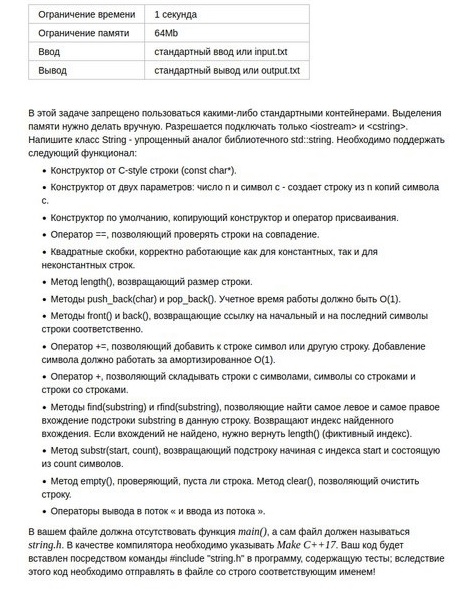 Ограничение времени 1 секунда
Ограничение памяти 64Mb
Ввод стандартный ввод или input.txt
Вывод стандартный вывод или output.txt
В этой задаче запрещено пользоваться какими-либо стандартными контейнерами. Выделения
памяти нужно делать вручную. Разрешается подключать только <iostream> и <cstring>.
Напишите класс String - упрощенный аналог библиотечного std::string. Необходимо поддержать
следующий функционал:
• Конструктор от C-style строки (const char*).
• Конструктор от двух параметров: число n и символ c - создает строку из n копий символа
c.
• Конструктор по умолчанию, копирующий конструктор и оператор присваивания.
• Оператор ==, позволяющий проверять строки на совпадение.
• Квадратные скобки, корректно работающие как для константных, так и для
неконстантных строк.
• Метод length(), возвращающий размер строки.
• Методы push_back(char) и pop_back(). Учетное время работы должно быть O(1).
• Методы front() и back(), возвращающие ссылку на начальный и на последний символы
строки соответственно.
• Оператор +=, позволяющий добавить к строке символ или другую строку. Добавление
символа должно работать за амортизированное O(1).
• Оператор +, позволяющий складывать строки с символами, символы со строками и
строки со строками.
• Методы find(substring) и rfind(substring), позволяющие найти самое левое и самое правое
вхождение подстроки substring в данную строку. Возвращают индекс найденного
вхождения. Если вхождений не найдено, нужно вернуть length() (фиктивный индекс).
• Метод substr(start, count), возвращающий подстроку начиная с индекса start и состоящую
из count символов.
• Метод empty(), проверяющий, пуста ли строка. Метод clear(), позволяющий очистить
строку.
• Операторы вывода в поток « и ввода из потока ».
В вашем файле должна отсутствовать функция main(), а сам файл должен называться
string.h. В качестве компилятора необходимо указывать Make C++17. Ваш код будет
вставлен посредством команды #include "string.h" в программу, содержащую тесты; вследствие
этого код необходимо отправлять в файле со строго соответствующим именем!